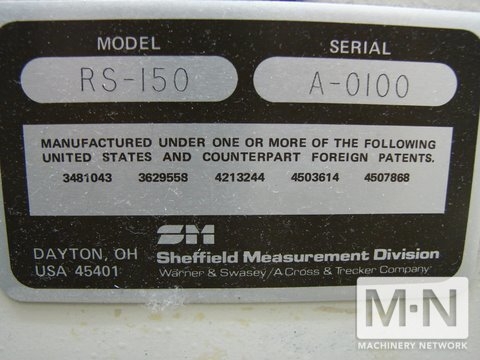 MODEL SERIAL
RS-150 A-0100
MANUFACTURED UNDER ONE OR MORE OF THE FOLLOWING
UNITED STATES AND COUNTERPART FOREIGN PATENTS.
3481043 3629558 4213244 4503614 4507868
SM
DAYTON, OH Sheffield Measurement Division
USA 45401 Warner & Swasey/A Cross & Trecker Company
M·N
MACHINERY NETWORK